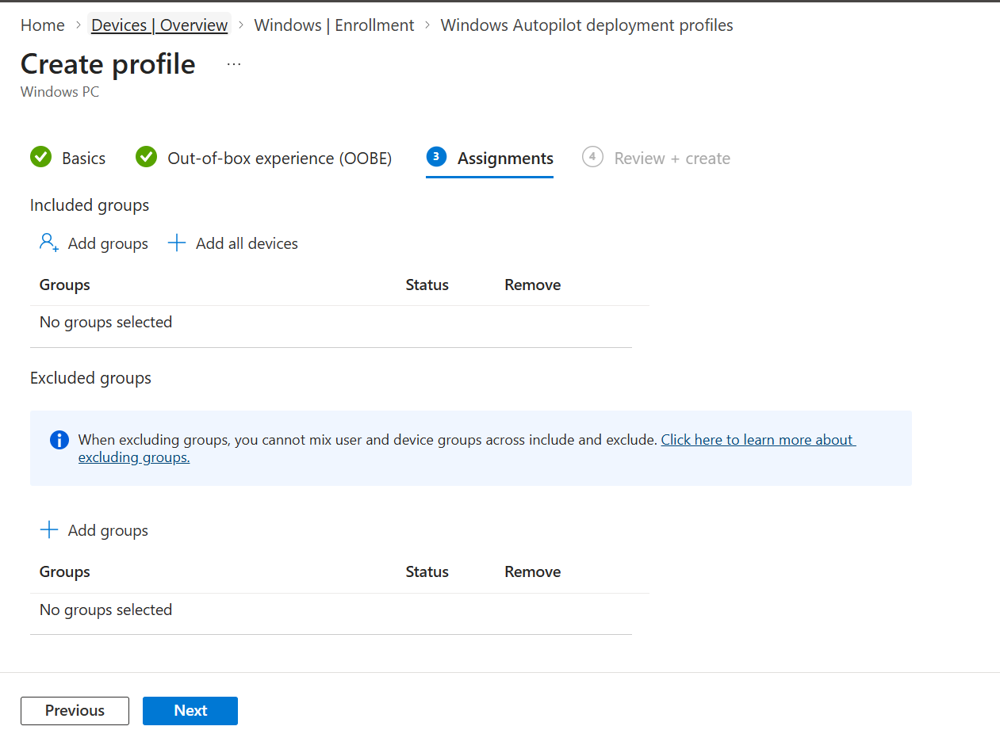 Home > Devices | Overview > Windows | Enrollment > Windows Autopilot deployment profiles
Create profile ...
Windows PC
Basics Out-of-box experience (OOBE) 3 Assignments 4 Review + create
Included groups
Add groups Add all devices
Groups Status Remove
No groups selected
Excluded groups
When excluding groups, you cannot mix user and device groups across include and exclude. Click here to learn more about
excluding groups.
Add groups
Groups Status Remove
No groups selected
Previous Next